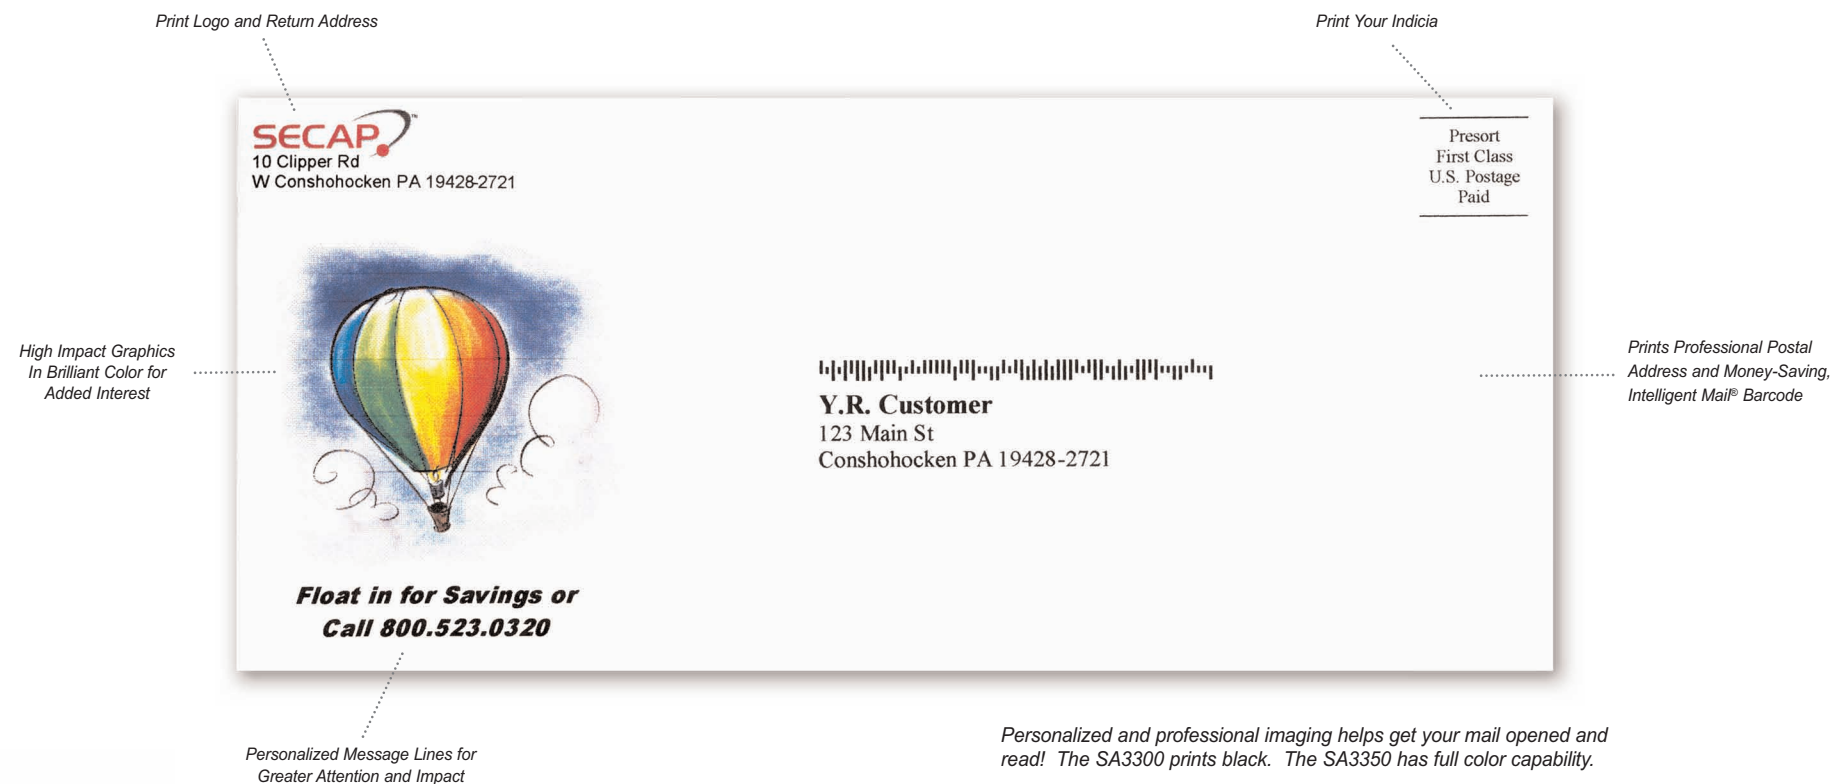 Print Logo and Return Address
Print Your Indicia
SECAP™
10 Clipper Rd
W Conshohocken PA 19428-2721
Presort
First Class
U.S. Postage
Paid
High Impact Graphics
In Brilliant Color for
Added Interest
Prints Professional Postal
Address and Money-Saving,
Intelligent Mail® Barcode
Y.R. Customer
123 Main St
Conshohocken PA 19428-2721
Float in for Savings or
Call 800.523.0320
Personalized Message Lines for
Greater Attention and Impact
Personalized and professional imaging helps get your mail opened and
read! The SA3300 prints black. The SA3350 has full color capability.